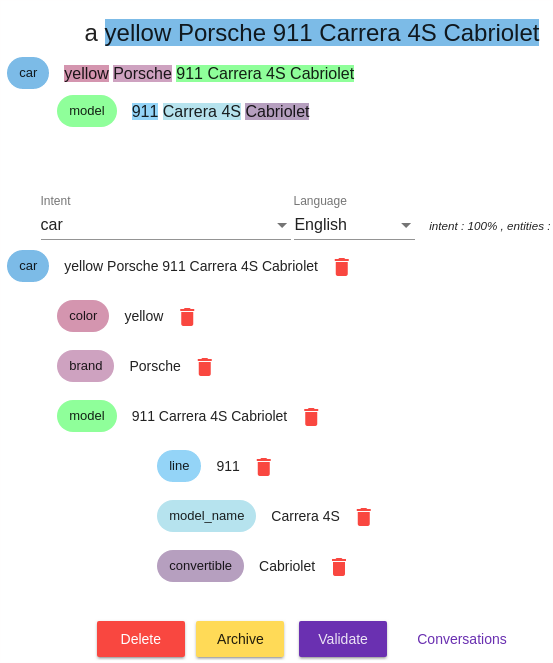 a yellow Porsche 911 Carrera 4S Cabriolet
car yellow Porsche 911 Carrera 4S Cabriolet
model 911 Carrera 4S Cabriolet
Intent Language
car English intent : 100% , entities :
car yellow Porsche 911 Carrera 4S Cabriolet
color yellow
brand Porsche
model 911 Carrera 4S Cabriolet
line 911
model_name Carrera 4S
convertible Cabriolet
Delete Archive Validate Conversations